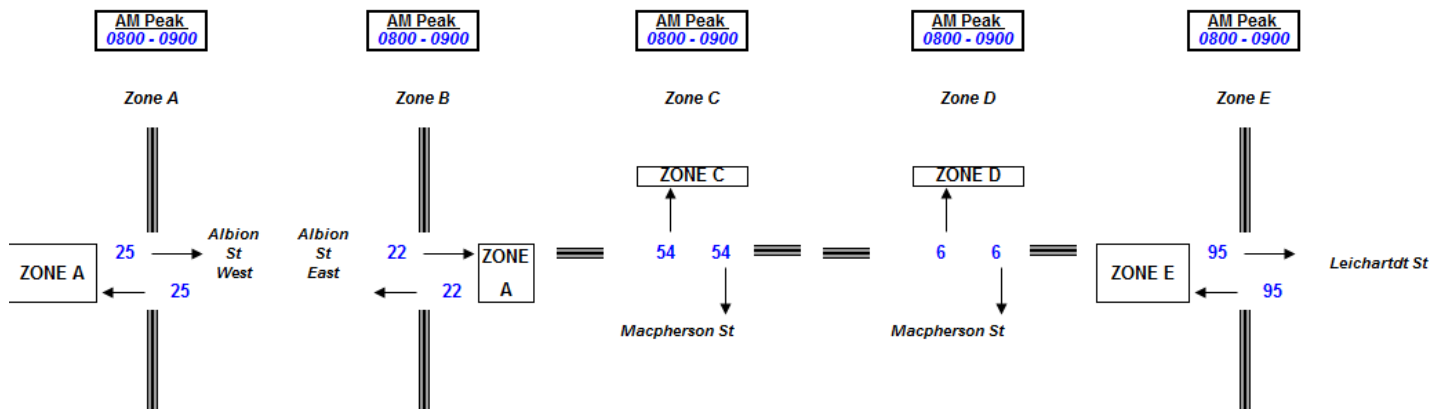 AM Peak
0800 - 0900
AM Peak
0800 - 0900
AM Peak
0800 - 0900
AM Peak
0800 - 0900
AM Peak
0800 - 0900
Zone A
Zone B
Zone C
Zone D
Zone E
ZONE A
25
25
Albion
St
West
Albion
St
East
22
22
ZONE
A
ZONE C
54 54
Macpherson St
ZONE D
6 6
Macpherson St
ZONE E
95
95
Leichartdt St